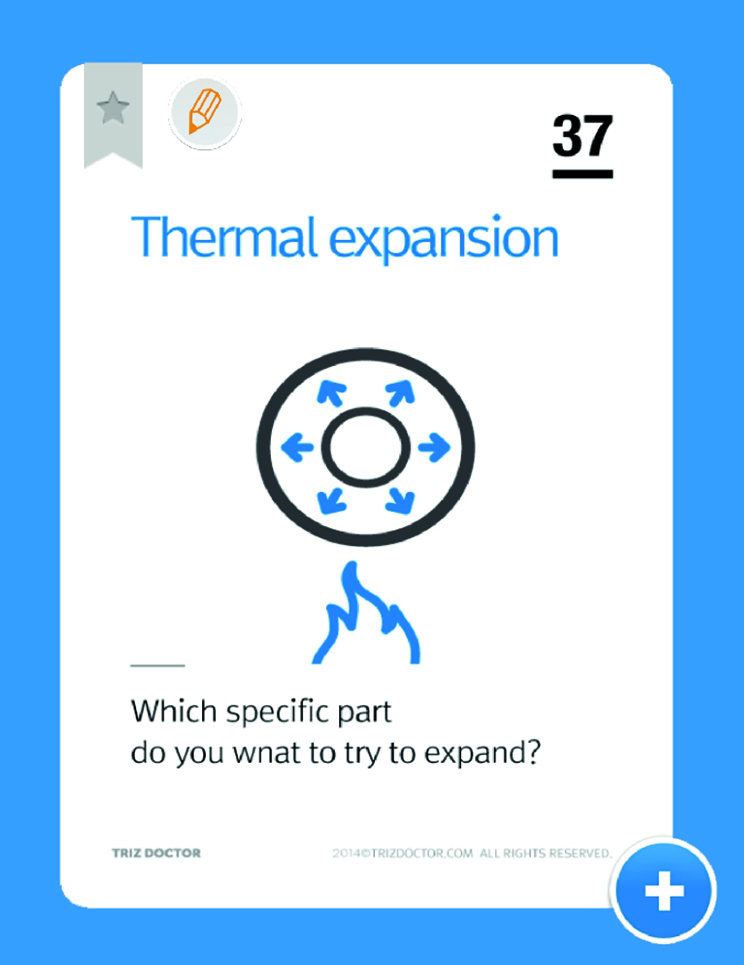 37
Thermal expansion
Which specific part
do you wnat to try to expand?
TRIZ DOCTOR
2014©TRIZDOCTOR.COM ALL RIGHTS RESERVED.